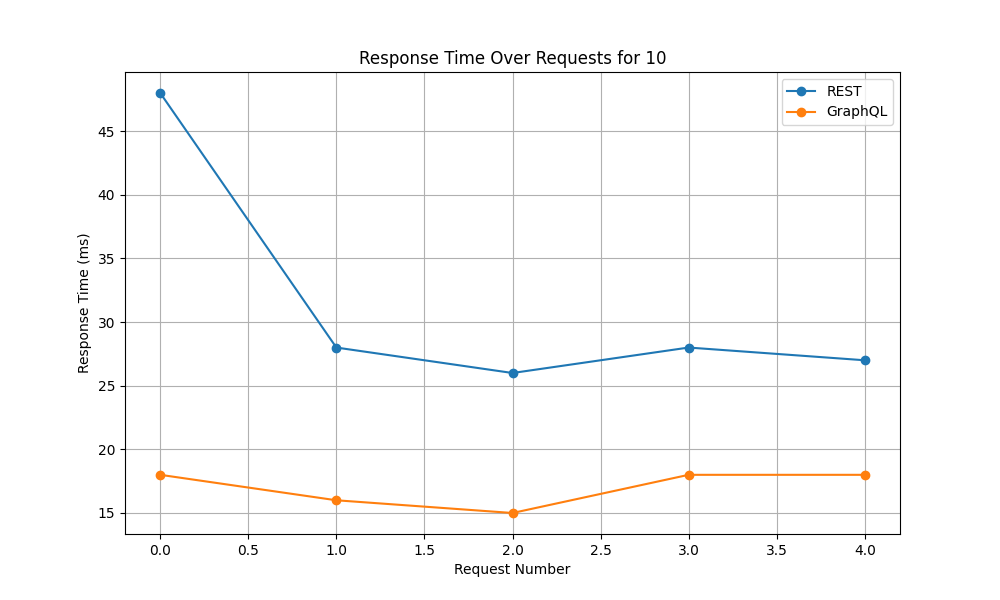 Response Time Over Requests for 10
REST
GraphQL
Response Time (ms)
45
40
35
30
25
20
15
0.0 0.5 1.0 1.5 2.0 2.5 3.0 3.5 4.0
Request Number